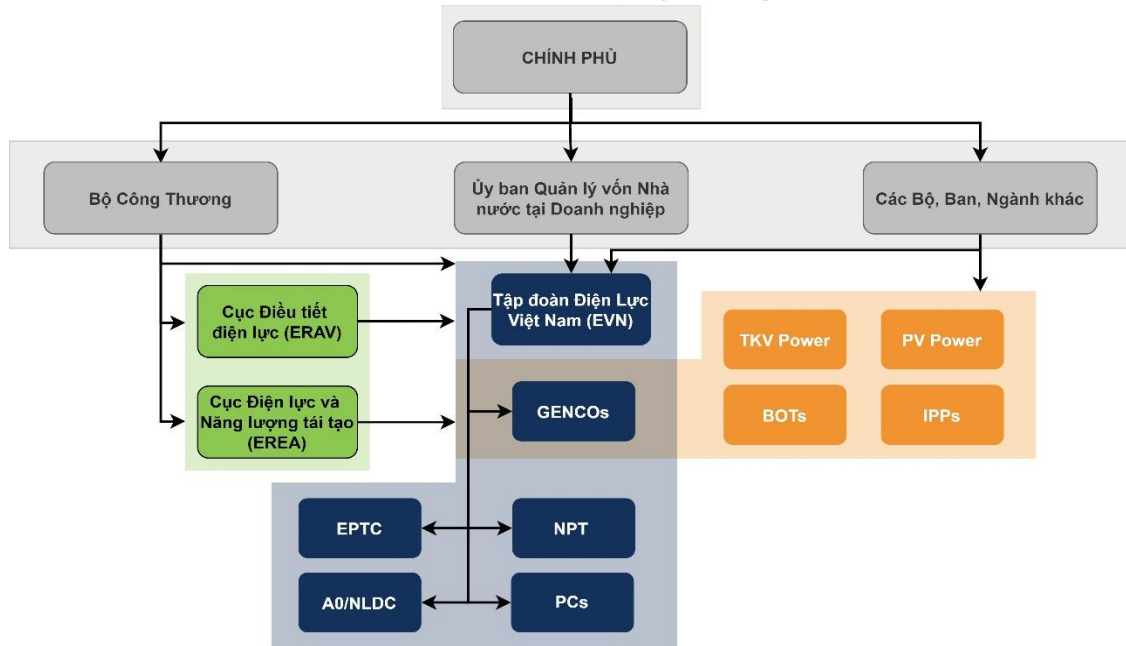 CHÍNH PHỦ
Bộ Công Thương
Ủy ban Quản lý vốn Nhà
nước tại Doanh nghiệp
Các Bộ, Ban, Ngành khác
Cục Điều tiết
điện lực (ERAV)
Tập đoàn Điện Lực
Việt Nam (EVN)
TKV Power
PV Power
Cục Điện lực và
Năng lượng tái tạo
(EREA)
GENCOs
BOTs
IPPs
EPTC
NPT
A0/NLDC
PCs